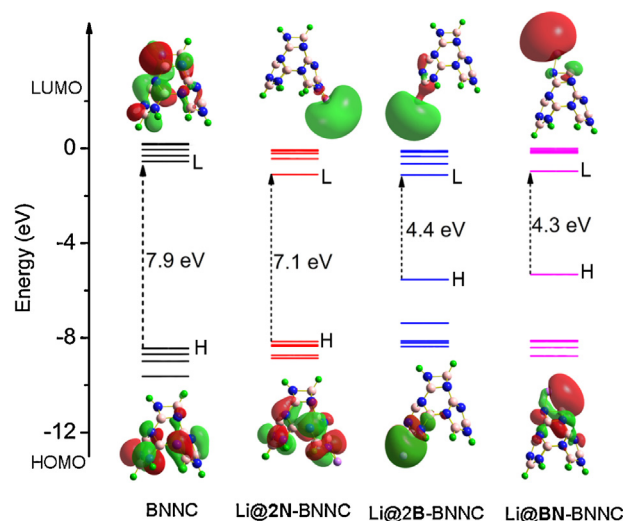 LUMO
0
-4
-8
-12
HOMO
Energy (eV)
L
7.9 eV
H
L
7.1 eV
H
L
4.4 eV
H
L
4.3 eV
H
BNNC
Li@2N-BNNC
Li@2B-BNNC
Li@BN-BNNC